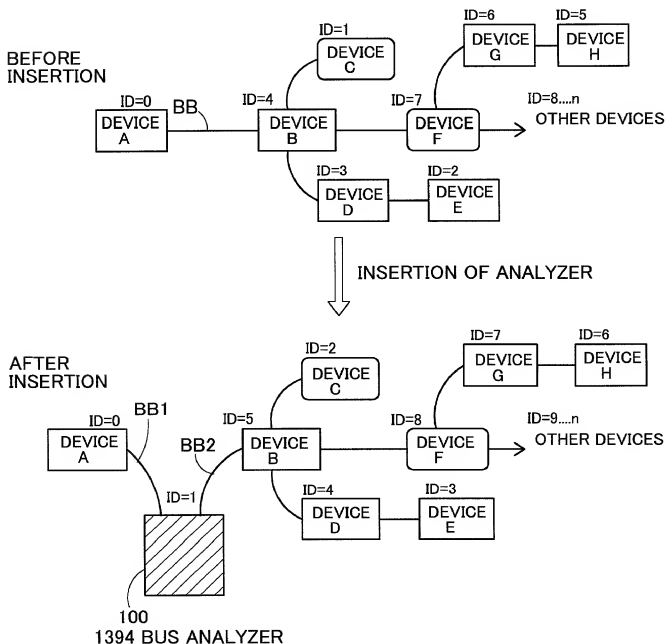 BEFORE
INSERTION
ID=0
DEVICE
A
BB
ID=4
DEVICE
B
ID=1
DEVICE
C
ID=3
DEVICE
D
ID=2
DEVICE
E
ID=7
DEVICE
F
ID=6
DEVICE
G
ID=5
DEVICE
H
ID=8....n
OTHER DEVICES
INSERTION OF ANALYZER
AFTER
INSERTION
ID=0
DEVICE
A
BB1
ID=1
BB2
ID=5
DEVICE
B
ID=2
DEVICE
C
ID=4
DEVICE
D
ID=3
DEVICE
E
ID=8
DEVICE
F
ID=7
DEVICE
G
ID=6
DEVICE
H
ID=9....n
OTHER DEVICES
100
1394 BUS ANALYZER